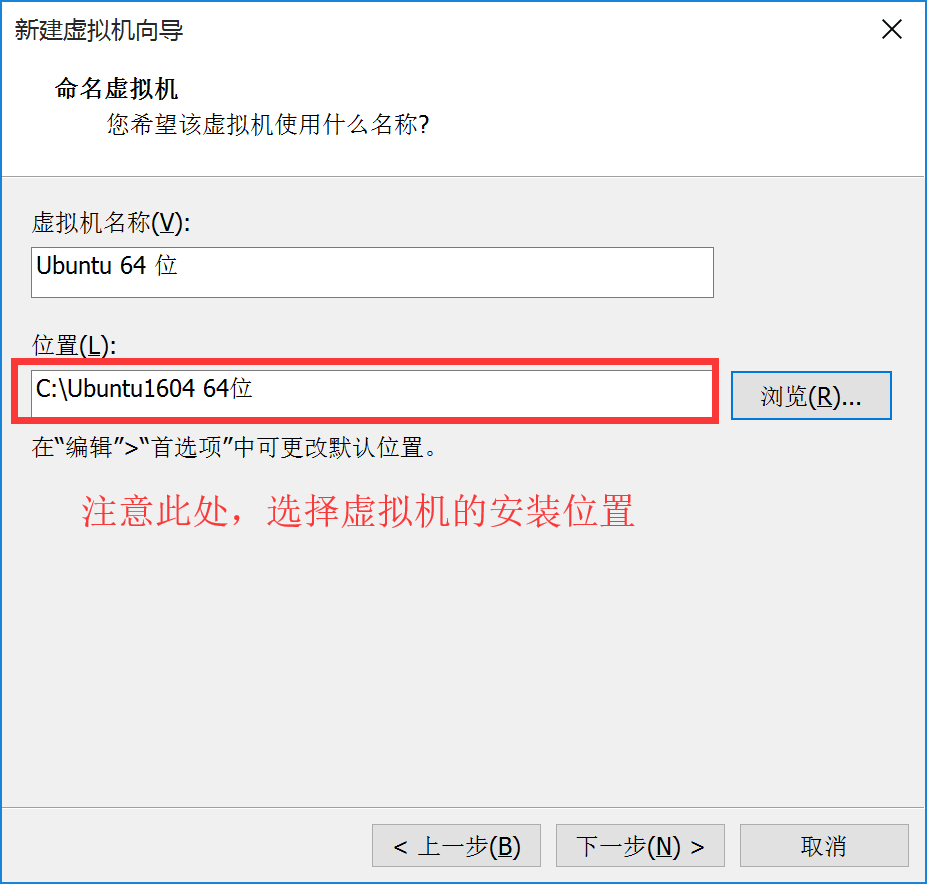 新建虚拟机向导
命名虚拟机
您希望该虚拟机使用什么名称?
虚拟机名称(V):
Ubuntu 64 位
位置(L):
C:\Ubuntu1604 64位
浏览(R)...
在“编辑”>“首选项”中可更改默认位置。
注意此处，选择虚拟机的安装位置
< 上一步(B)
下一步(N) >
取消